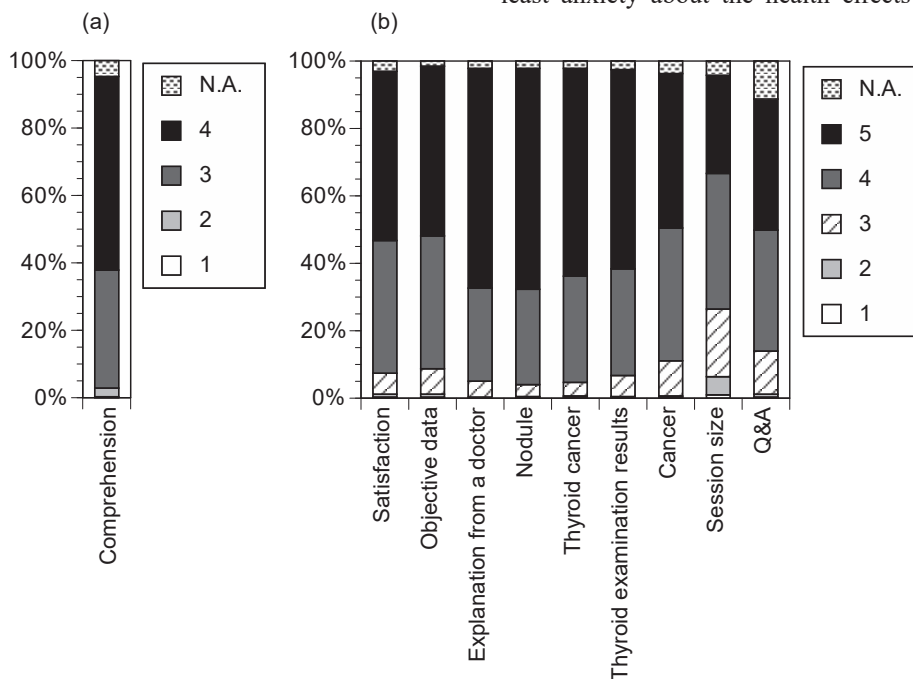 least anxiety about the health effects
(a)
(b)
100%
80%
60%
40%
20%
0%
N.A.
4
3
2
1
Comprehension
100%
80%
60%
40%
20%
0%
N.A.
5
4
3
2
1
Satisfaction
Objective data
Explanation from a doctor
Nodule
Thyroid cancer
Thyroid examination results
Cancer
Session size
Q&A